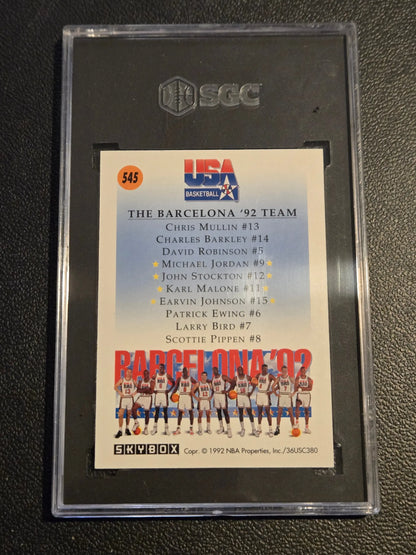 SGC
545
USA
BASKETBALL
THE BARCELONA '92 TEAM
CHRIS MULLIN #13
CHARLES BARKLEY #14
DAVID ROBINSON #5
MICHAEL JORDAN #9
JOHN STOCKTON #12
KARL MALONE #11
EARVIN JOHNSON #15
PATRICK EWING #6
LARRY BIRD #7
SCOTTIE PIPPEN #8
BARCELONA '92
SKYBOX Copr. © 1992 NBA Properties, Inc./36USC380